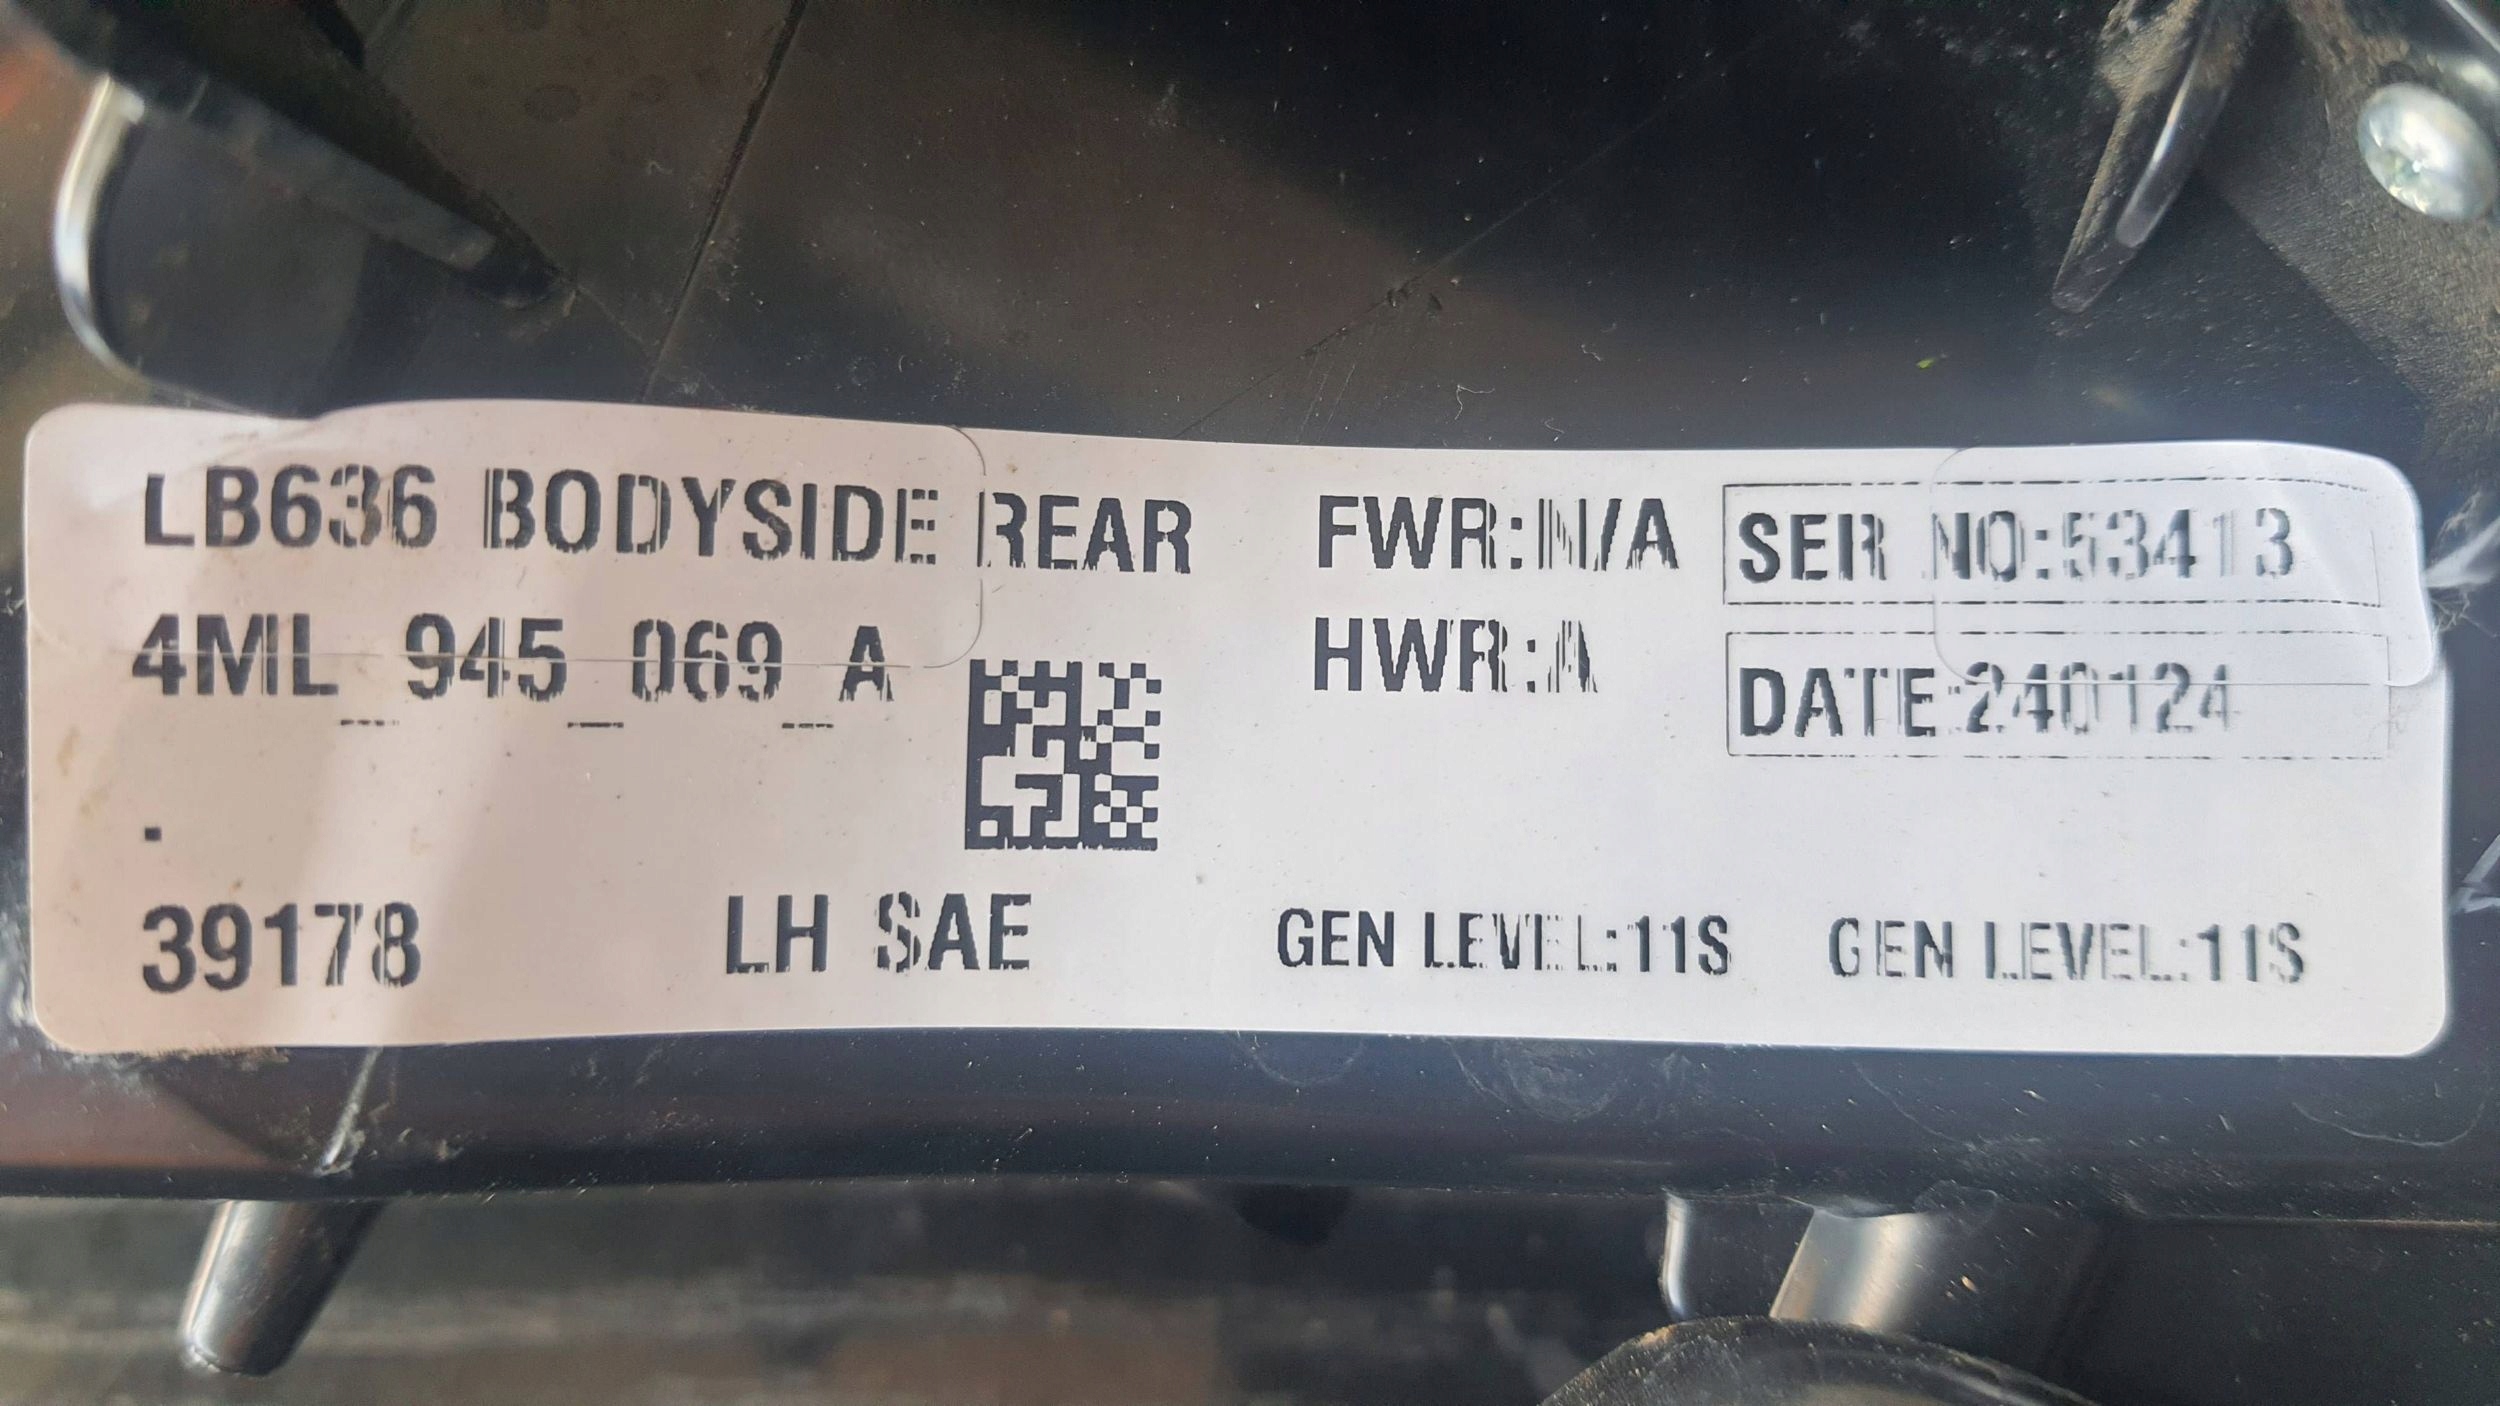 LB636 BODYSIDE REAR
4ML_945_069_A
.
39178
LH SAE
FWR:N/A
HWR:A
SER NO:53413
DATE:240124
GEN LEVEL:11S
GEN LEVEL:11S